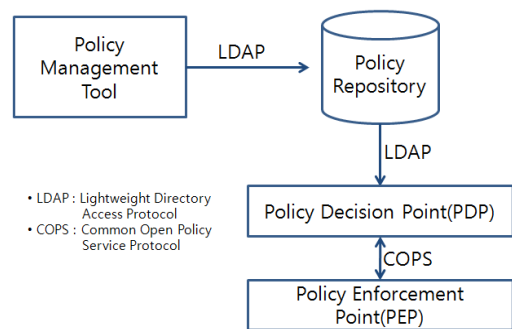 Policy
Management
Tool
LDAP
Policy
Repository
LDAP
• LDAP : Lightweight Directory
Access Protocol
• COPS : Common Open Policy
Service Protocol
Policy Decision Point(PDP)
COPS
Policy Enforcement
Point(PEP)